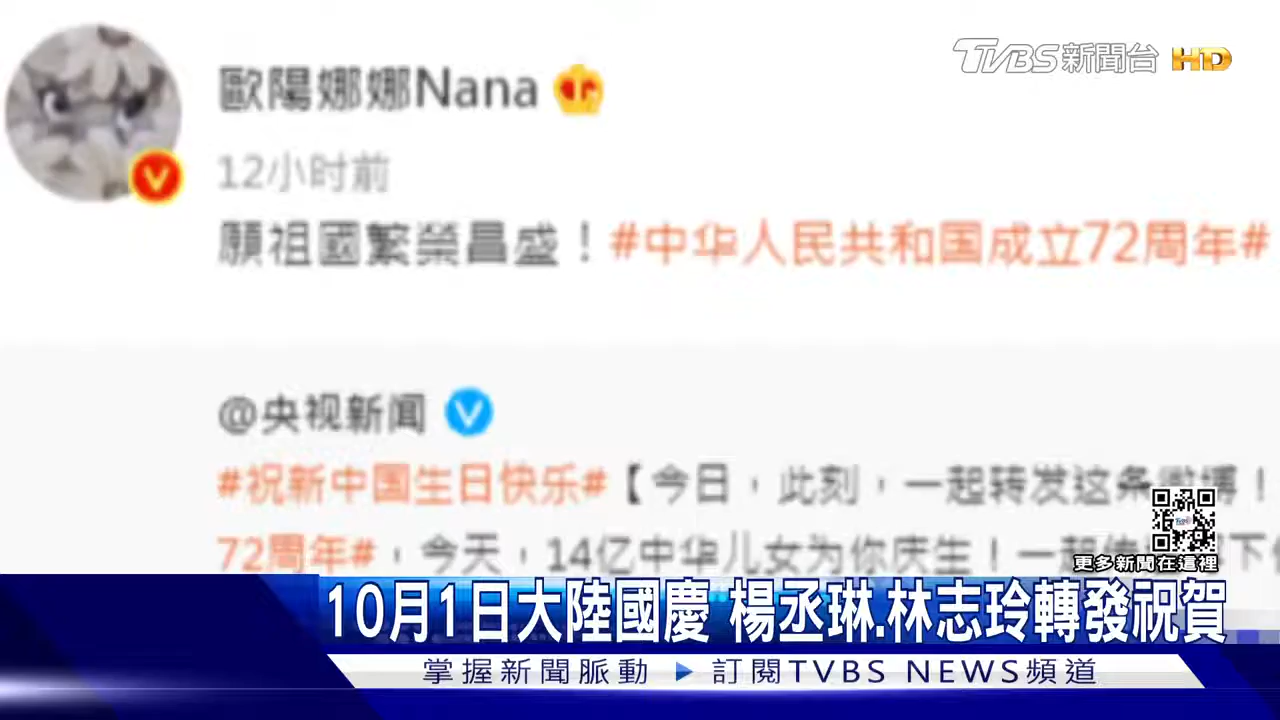 TVBS新聞台 HD
歐陽娜娜Nana
12小时前
願祖國繁榮昌盛！#中华人民共和国成立72周年#
@央视新闻
#祝新中国生日快乐#【今日，此刻，一起转发这条微博！
72周年#，今天，14亿中华儿女为你庆生！一起
更多新聞在這裡
10月1日大陸國慶 楊丞琳.林志玲轉發祝賀
掌握新聞脈動 ▶ 訂閱TVBS NEWS頻道